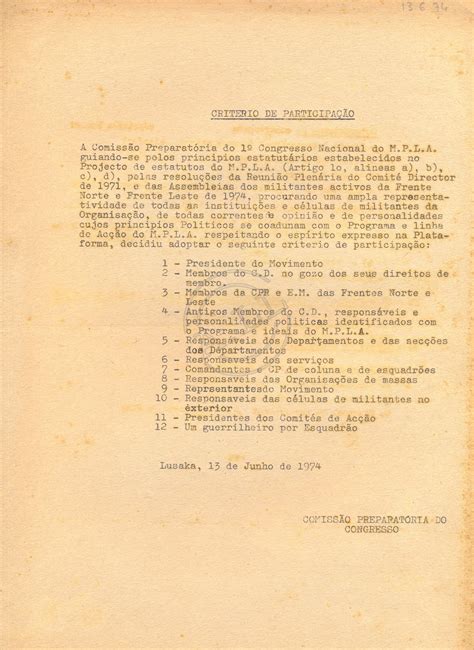 13.6.74
CRITERIO DE PARTICIPAÇÃO
A Comissão Preparatória do 1º Congresso Nacional do M.P.L.A.
guiando-se pelos principios estatutários estabelecidos no
Projecto de estatutos do M.P.L.A. (Artigo 1o, alineas a), b),
c), d), pelas resoluções da Reunião Plenária do Comité Director
de 1971, e das Assembleias dos militantes activos da Frente
Norte e Frente Leste de 1974, procurando uma ampla representa-
tividade de todas as instituições e células de militantes da
Organisação, de todas correntes de opinião e de personalidades
cujos principios Politicos se coadunam com o Programa e linha
de Acção do M.P.L.A. respeitando o espírito expresso na Plata-
forma, decidiu adoptar o seguinte criterio de participação:
1 - Presidente do Movimento
2 - Membros do C.D. no gozo dos seus direitos de
membro.
3 - Membros da CPR e E.M. das Frentes Norte e
Leste
4 - Antigos Membros do C.D., responsáveis e
personalidades politicas identificados com
o Programa e ideais do M.P.L.A.
5 - Responsáveis dos Departamentos e das secções
dos Departamentos
6 - Responsaveis dos serviços
7 - Comandantes e CP de coluna e de esquadrões
8 - Responsaveis das Organisações de massas
9 - Representantesdo Movimento
10 - Responsaveis das células de militantes no
éxterior
11 - Presidentes dos Comités de Acção
12 - Um guerrilheiro por Esquadrão
Lusaka, 13 de Junho de 1974
COMISSÃO PREPARATORIA DO
CONGRESSO